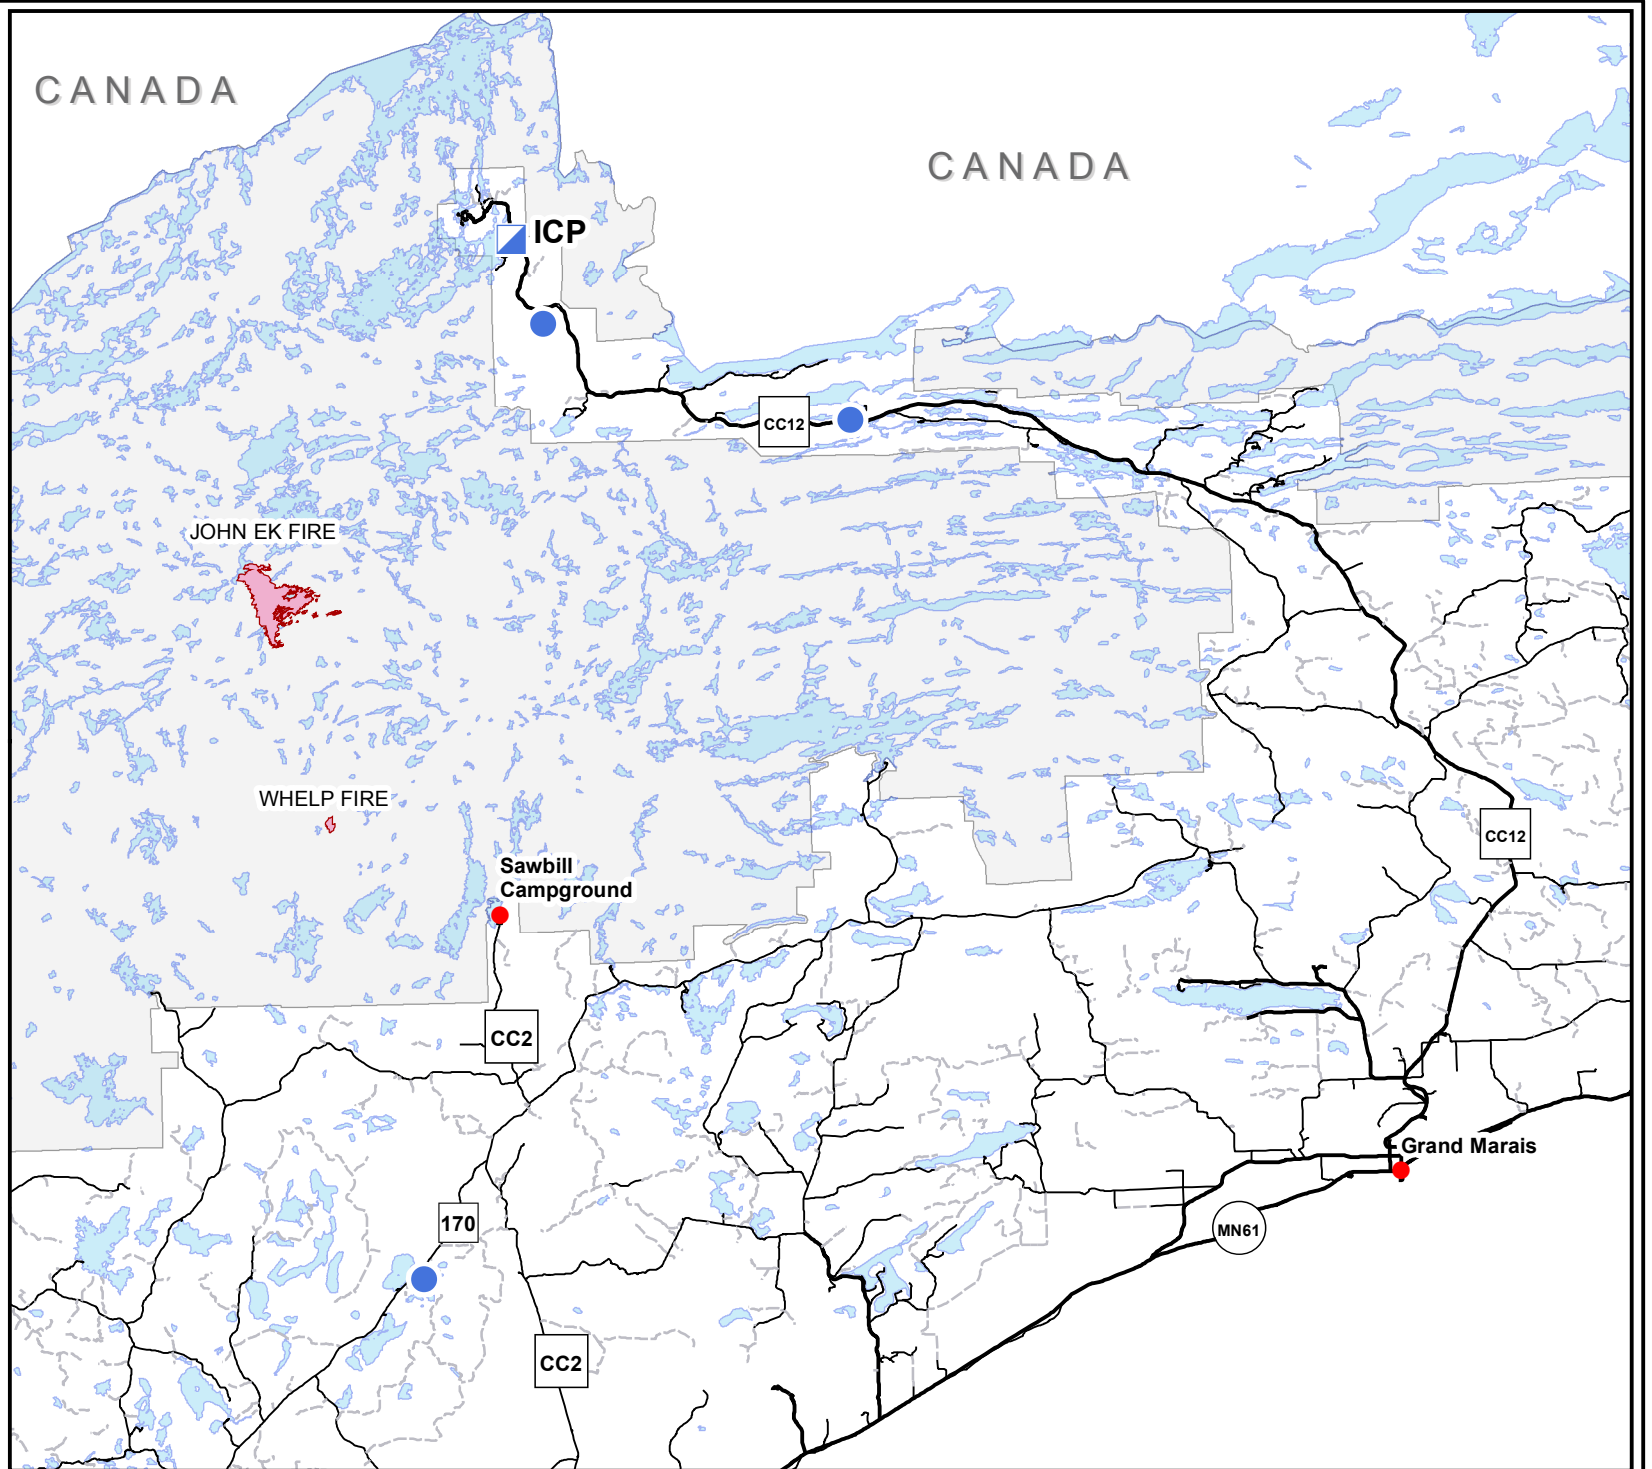 CANADA
CANADA
ICP
CC12
JOHN EK FIRE
WHELP FIRE
CC12
Sawbill
Campground
CC2
Grand Marais
170
MN61
CC2